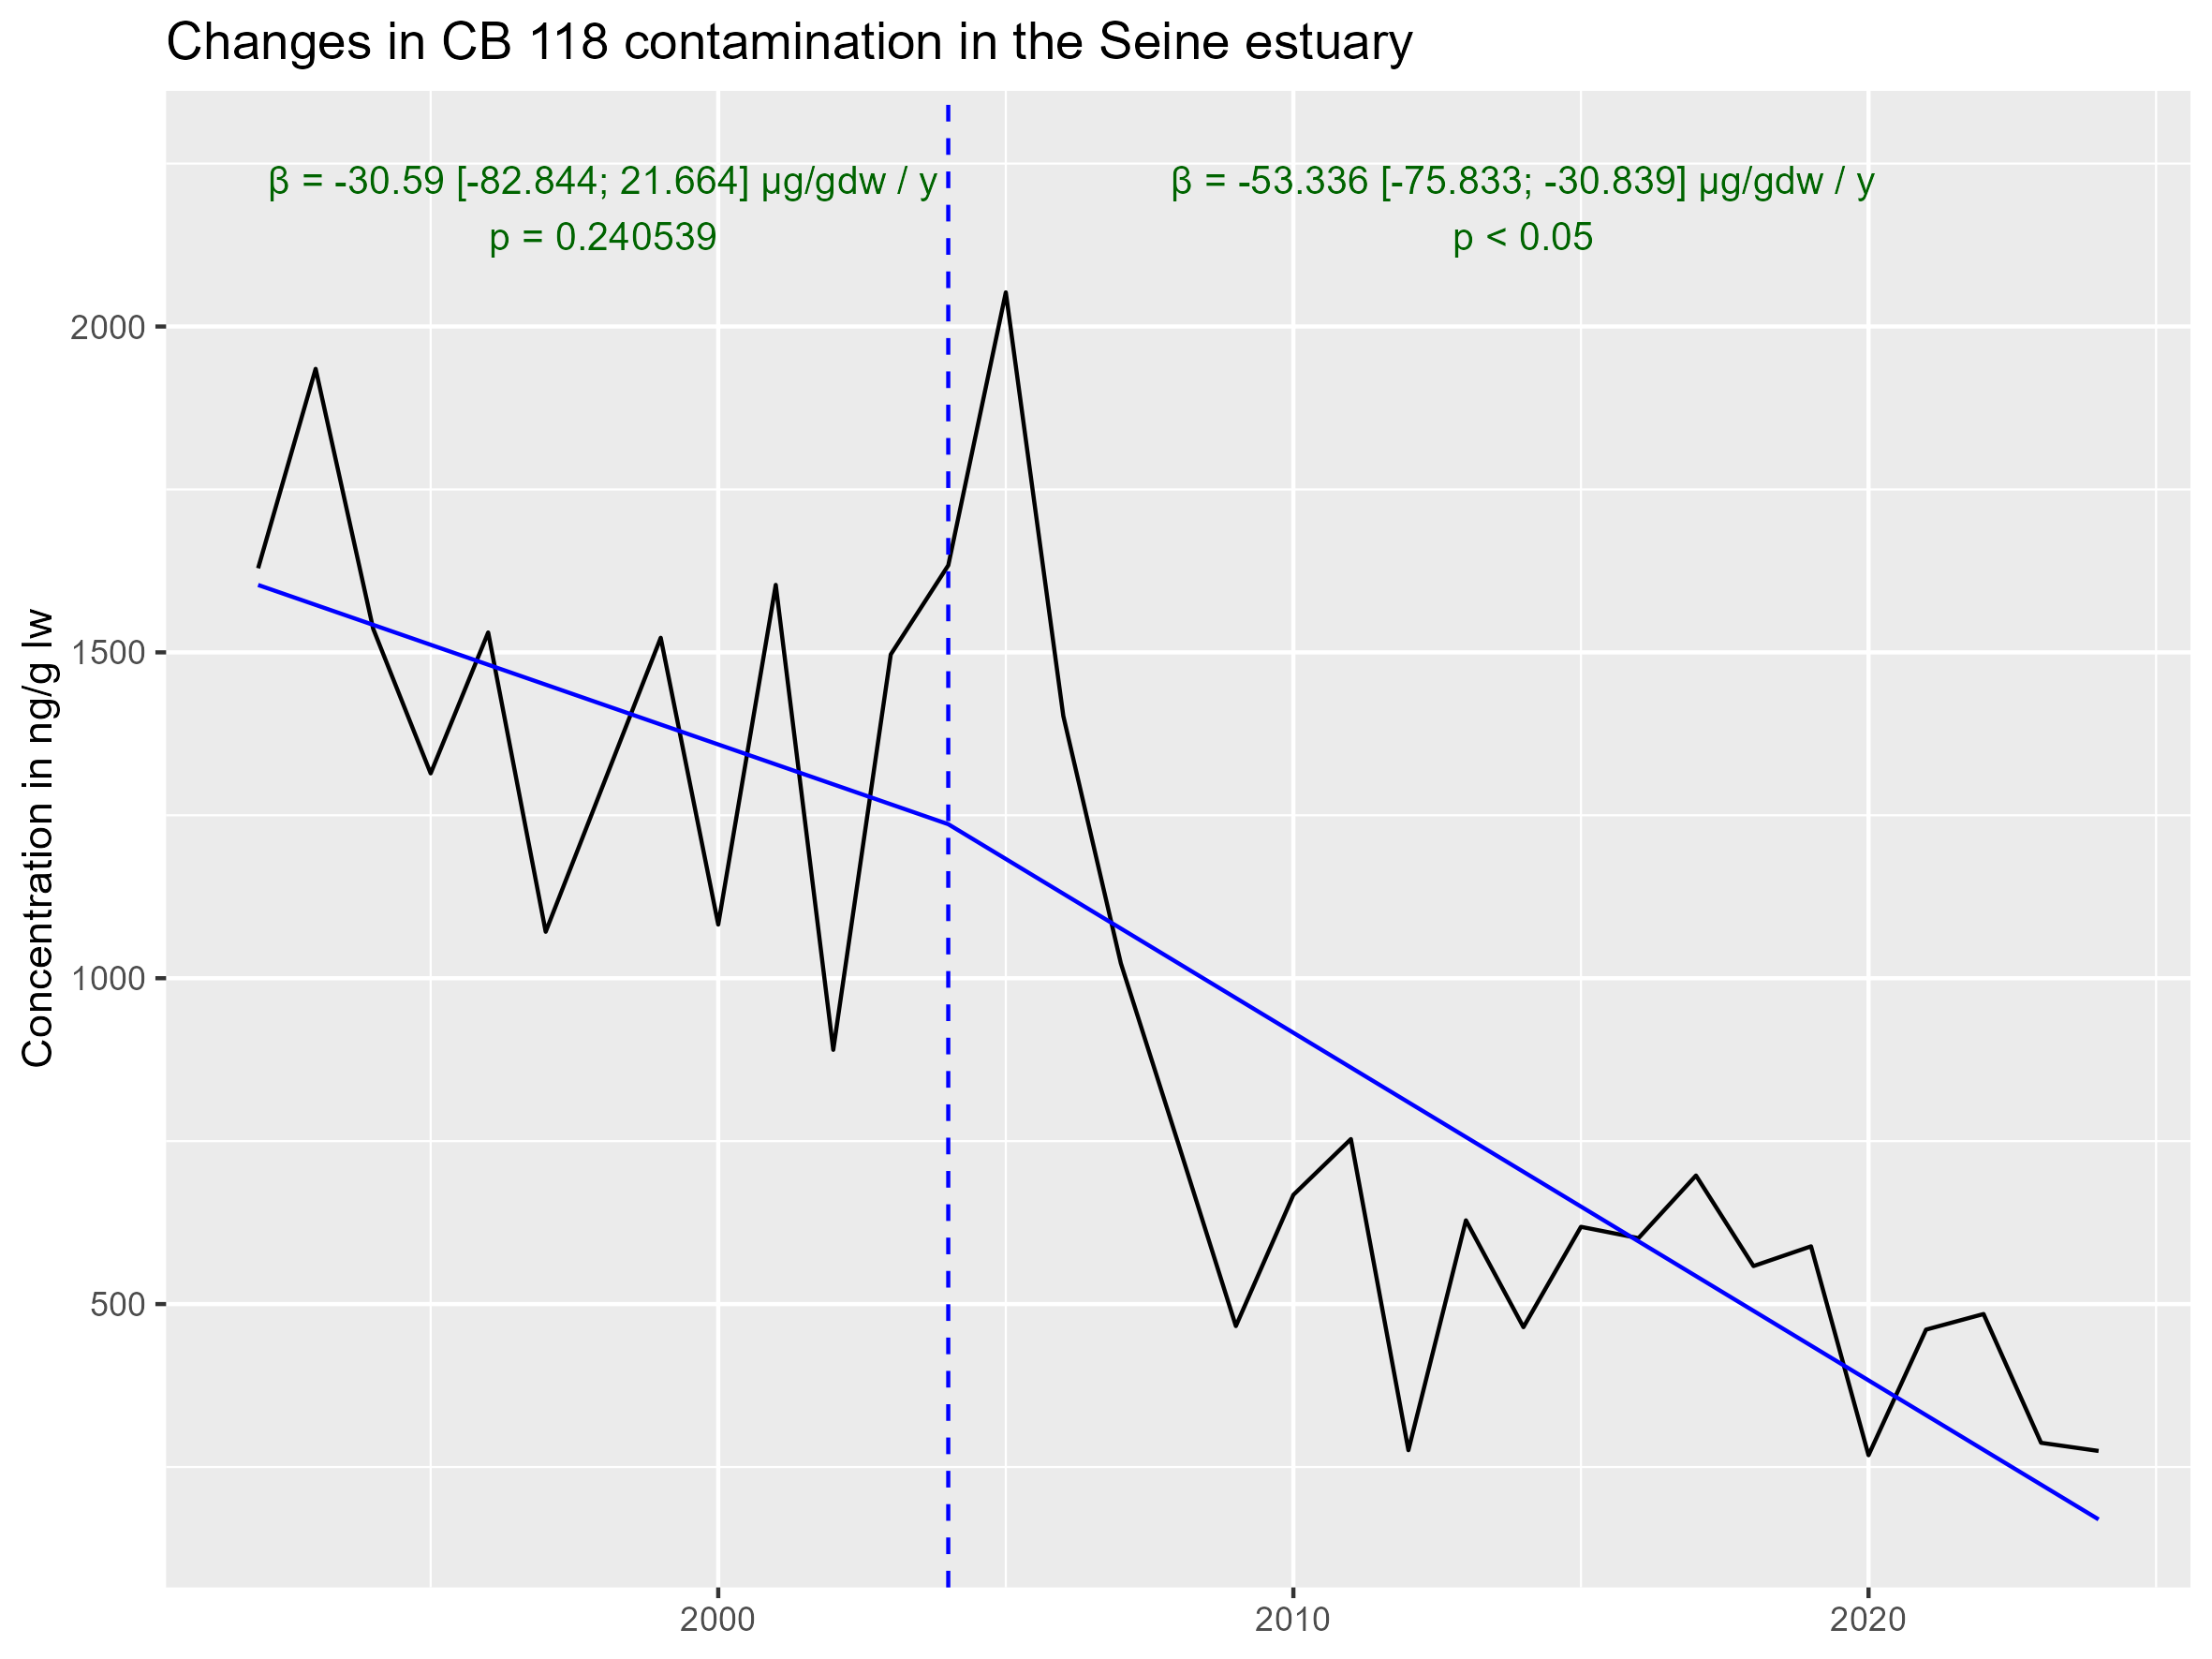 Changes in CB 118 contamination in the Seine estuary
β = -30.59 [-82.844; 21.664] µg/gdw / y
p = 0.240539
β = -53.336 [-75.833; -30.839] µg/gdw / y
p < 0.05
Concentration in ng/g lw
2000
1500
1000
500
2000
2010
2020